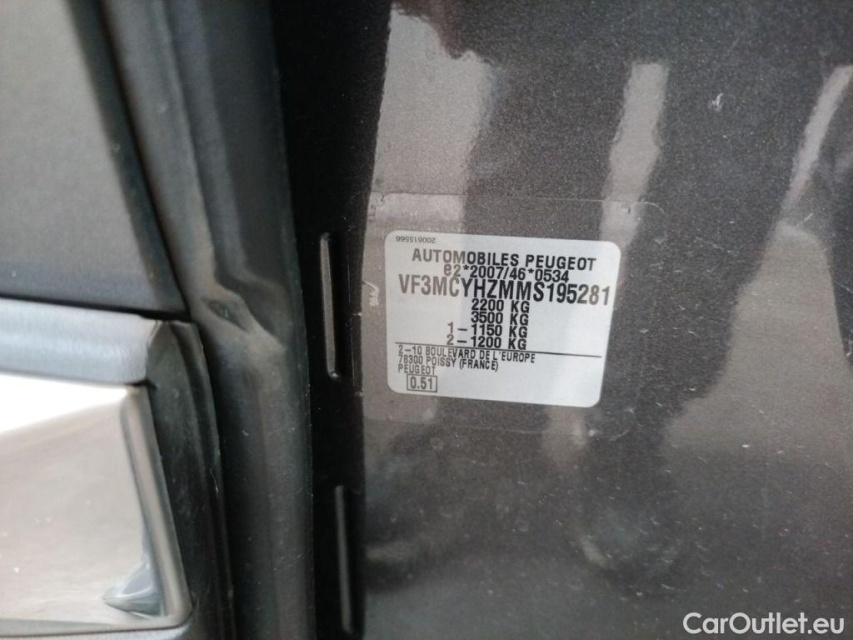 200615566
AUTOMOBILES PEUGEOT
e2*2007/46*0534
VF3MCYHZMMS195281
2200 KG
3500 KG
1-1150 KG
2-1200 KG
2-10 BOULEVARD DE L'EUROPE
78300 POISSY (FRANCE)
PEUGEOT
0.51
CarOutlet.eu